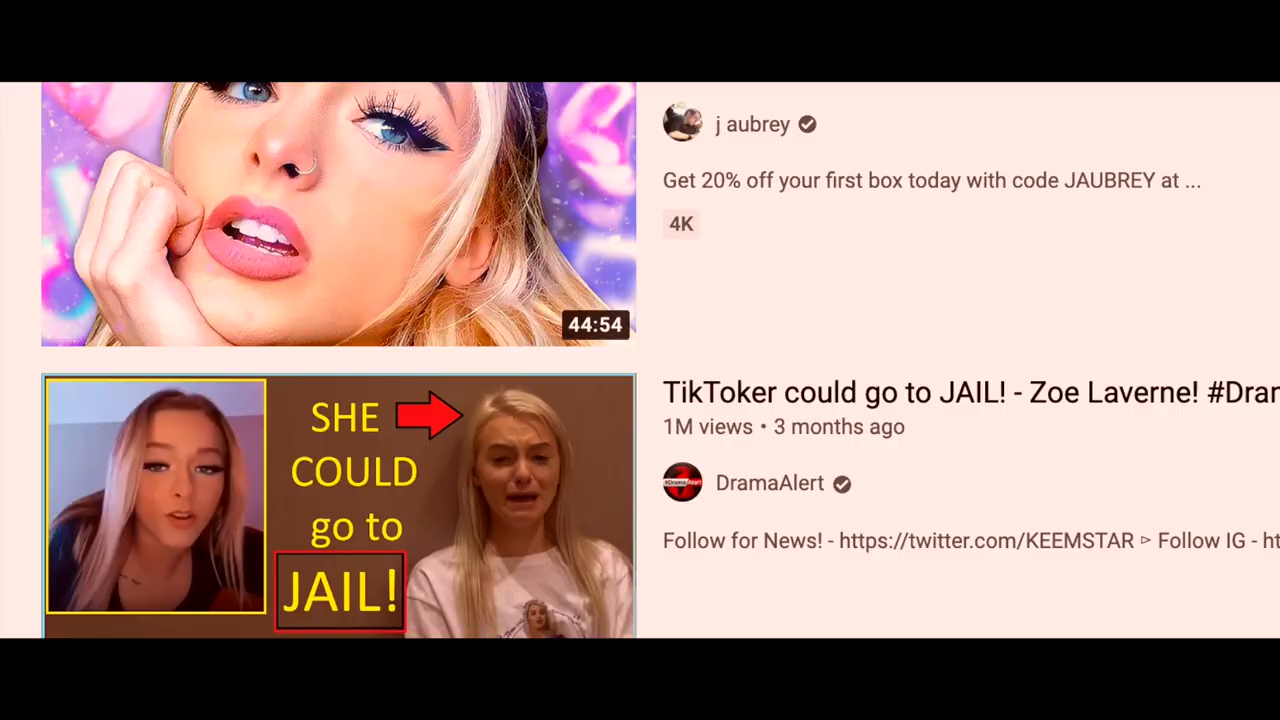 j aubrey
Get 20% off your first box today with code JAUBREY at ...
4K
44:54
SHE
COULD
go to
JAIL!
TikToker could go to JAIL! - Zoe Laverne! #Dran
1M views • 3 months ago
DramaAlert
Follow for News! - https://twitter.com/KEEMSTAR ▹ Follow IG - ht